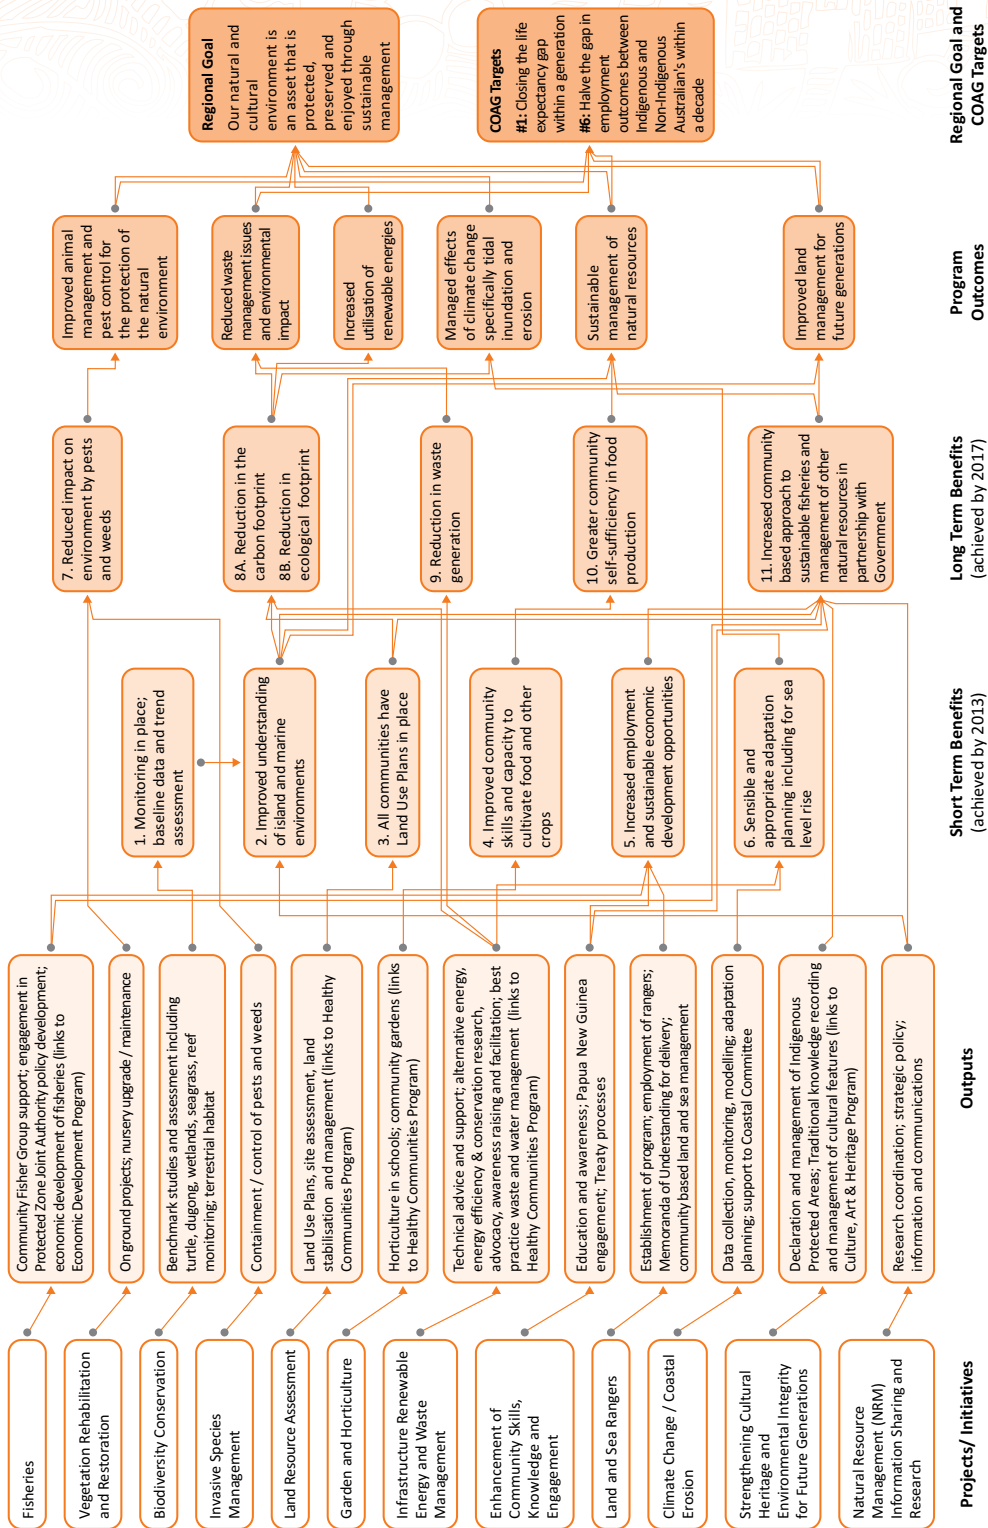 Fisheries
Vegetation Rehabilitation
and Restoration
Biodiversity Conservation
Invasive Species
Management
Land Resource Assessment
Garden and Horticulture
Infrastructure Renewable
Energy and Waste
Management
Enhancement of
Community Skills,
Knowledge and
Engagement
Land and Sea Rangers
Climate Change / Coastal
Erosion
Strengthening Cultural
Heritage and
Environmental Integrity
for Future Generations
Natural Resource
Management (NRM)
Information Sharing and
Research
Projects/ Initiatives
Community Fisher Group support; engagement in
Protected Zone Joint Authority policy development;
economic development of fisheries (links to
Economic Development Program)
On ground projects; nursery upgrade / maintenance
Benchmark studies and assessment including
turtle, dugong, wetlands, seagrass, reef
monitoring; terrestrial habitat
Containment / control of pests and weeds
Land Use Plans, site assessment, land
stabilisation and management (links to Healthy
Communities Program)
Horticulture in schools; community gardens (links
to Healthy Communities Program)
Technical advice and support; alternative energy,
energy efficiency & conservation research,
advocacy, awareness raising and facilitation; best
practice waste and water management (links to
Healthy Communities Program)
Education and awareness; Papua New Guinea
engagement; Treaty processes
Establishment of program; employment of rangers;
Memoranda of Understanding for delivery;
community based land and sea management
Data collection, monitoring, modelling; adaptation
planning; support to Coastal Committee
Declaration and management of Indigenous
Protected Areas; Traditional knowledge recording
and management of cultural features (links to
Culture, Art & Heritage Program)
Research coordination; strategic policy;
information and communications
Outputs
1. Monitoring in place;
baseline data and trend
assessment
2. Improved understanding
of island and marine
environments
3. All communities have
Land Use Plans in place
4. Improved community
skills and capacity to
cultivate food and other
crops
5. Increased employment
and sustainable economic
development opportunities
6. Sensible and
appropriate adaptation
planning including for sea
level rise
Short Term Benefits
(achieved by 2013)
7. Reduced impact on
environment by pests
and weeds
8A. Reduction in the
carbon footprint
8B. Reduction in
ecological footprint
9. Reduction in waste
generation
10. Greater community
self-sufficiency in food
production
11. Increased community
based approach to
sustainable fisheries and
management of other
natural resources in
partnership with
Government
Long Term Benefits
(achieved by 2017)
Improved animal
management and
pest control for
the protection of
the natural
environment
Reduced waste
management issues
and environmental
impact
Increased
utilisation of
renewable energies
Managed effects
of climate change
specifically tidal
inundation and
erosion
Sustainable
management of
natural resources
Improved land
management for
future generations
Program
Outcomes
Regional Goal
Our natural and
cultural
environment is
an asset that is
protected,
preserved and
enjoyed through
sustainable
management
COAG Targets
#1: Closing the life
expectancy gap
within a generation
#6: Halve the gap in
employment
outcomes between
Indigenous and
Non-Indigenous
Australian's within
a decade
Regional Goal and
COAG Targets